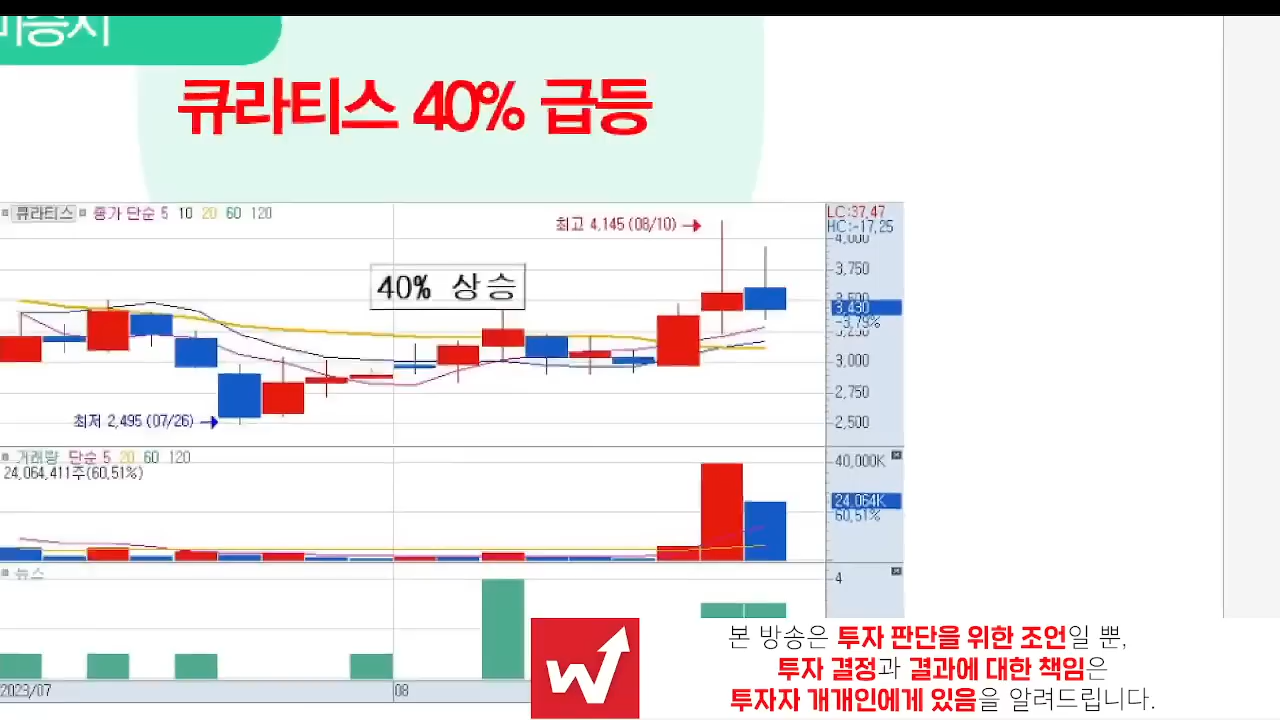 큐라티스 40% 급등
큐라티스 종가 단순 5 10 20 60 120
LC:37,47
HC:-17,25
최고 4,145 (08/10)
4,000
3,750
40% 상승
3,500
3,430
-3,79%
3,250
3,000
2,750
최저 2,495 (07/26)
2,500
거래량 단순 5 20 60 120
24,064,411주(60,51%)
40,000K
24,064K
60,51%
뉴스
4
2023/07
08
W
본 방송은 투자 판단을 위한 조언일 뿐,
투자 결정과 결과에 대한 책임은
투자자 개개인에게 있음을 알려드립니다.